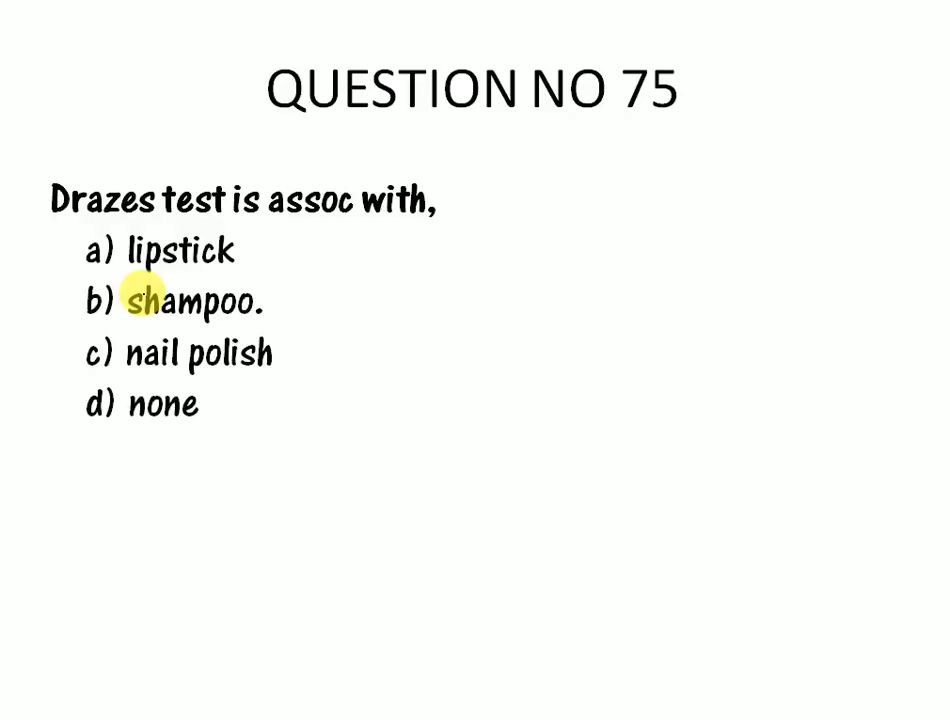 QUESTION NO 75
Drazes test is assoc with,
a) lipstick
b) shampoo.
c) nail polish
d) none